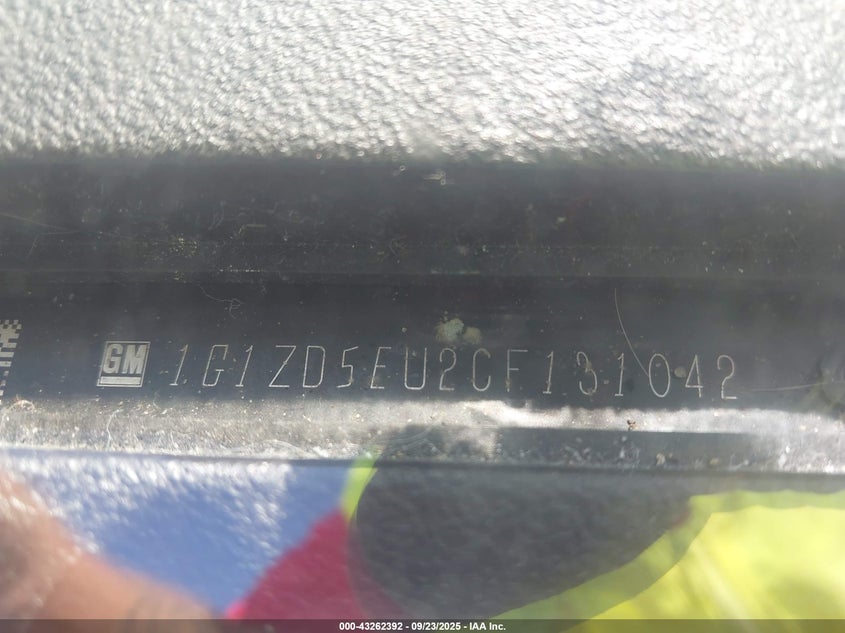 GM 1G1ZD5EU2CF131042
000-43262392 - 09/23/2025 - IAA Inc.